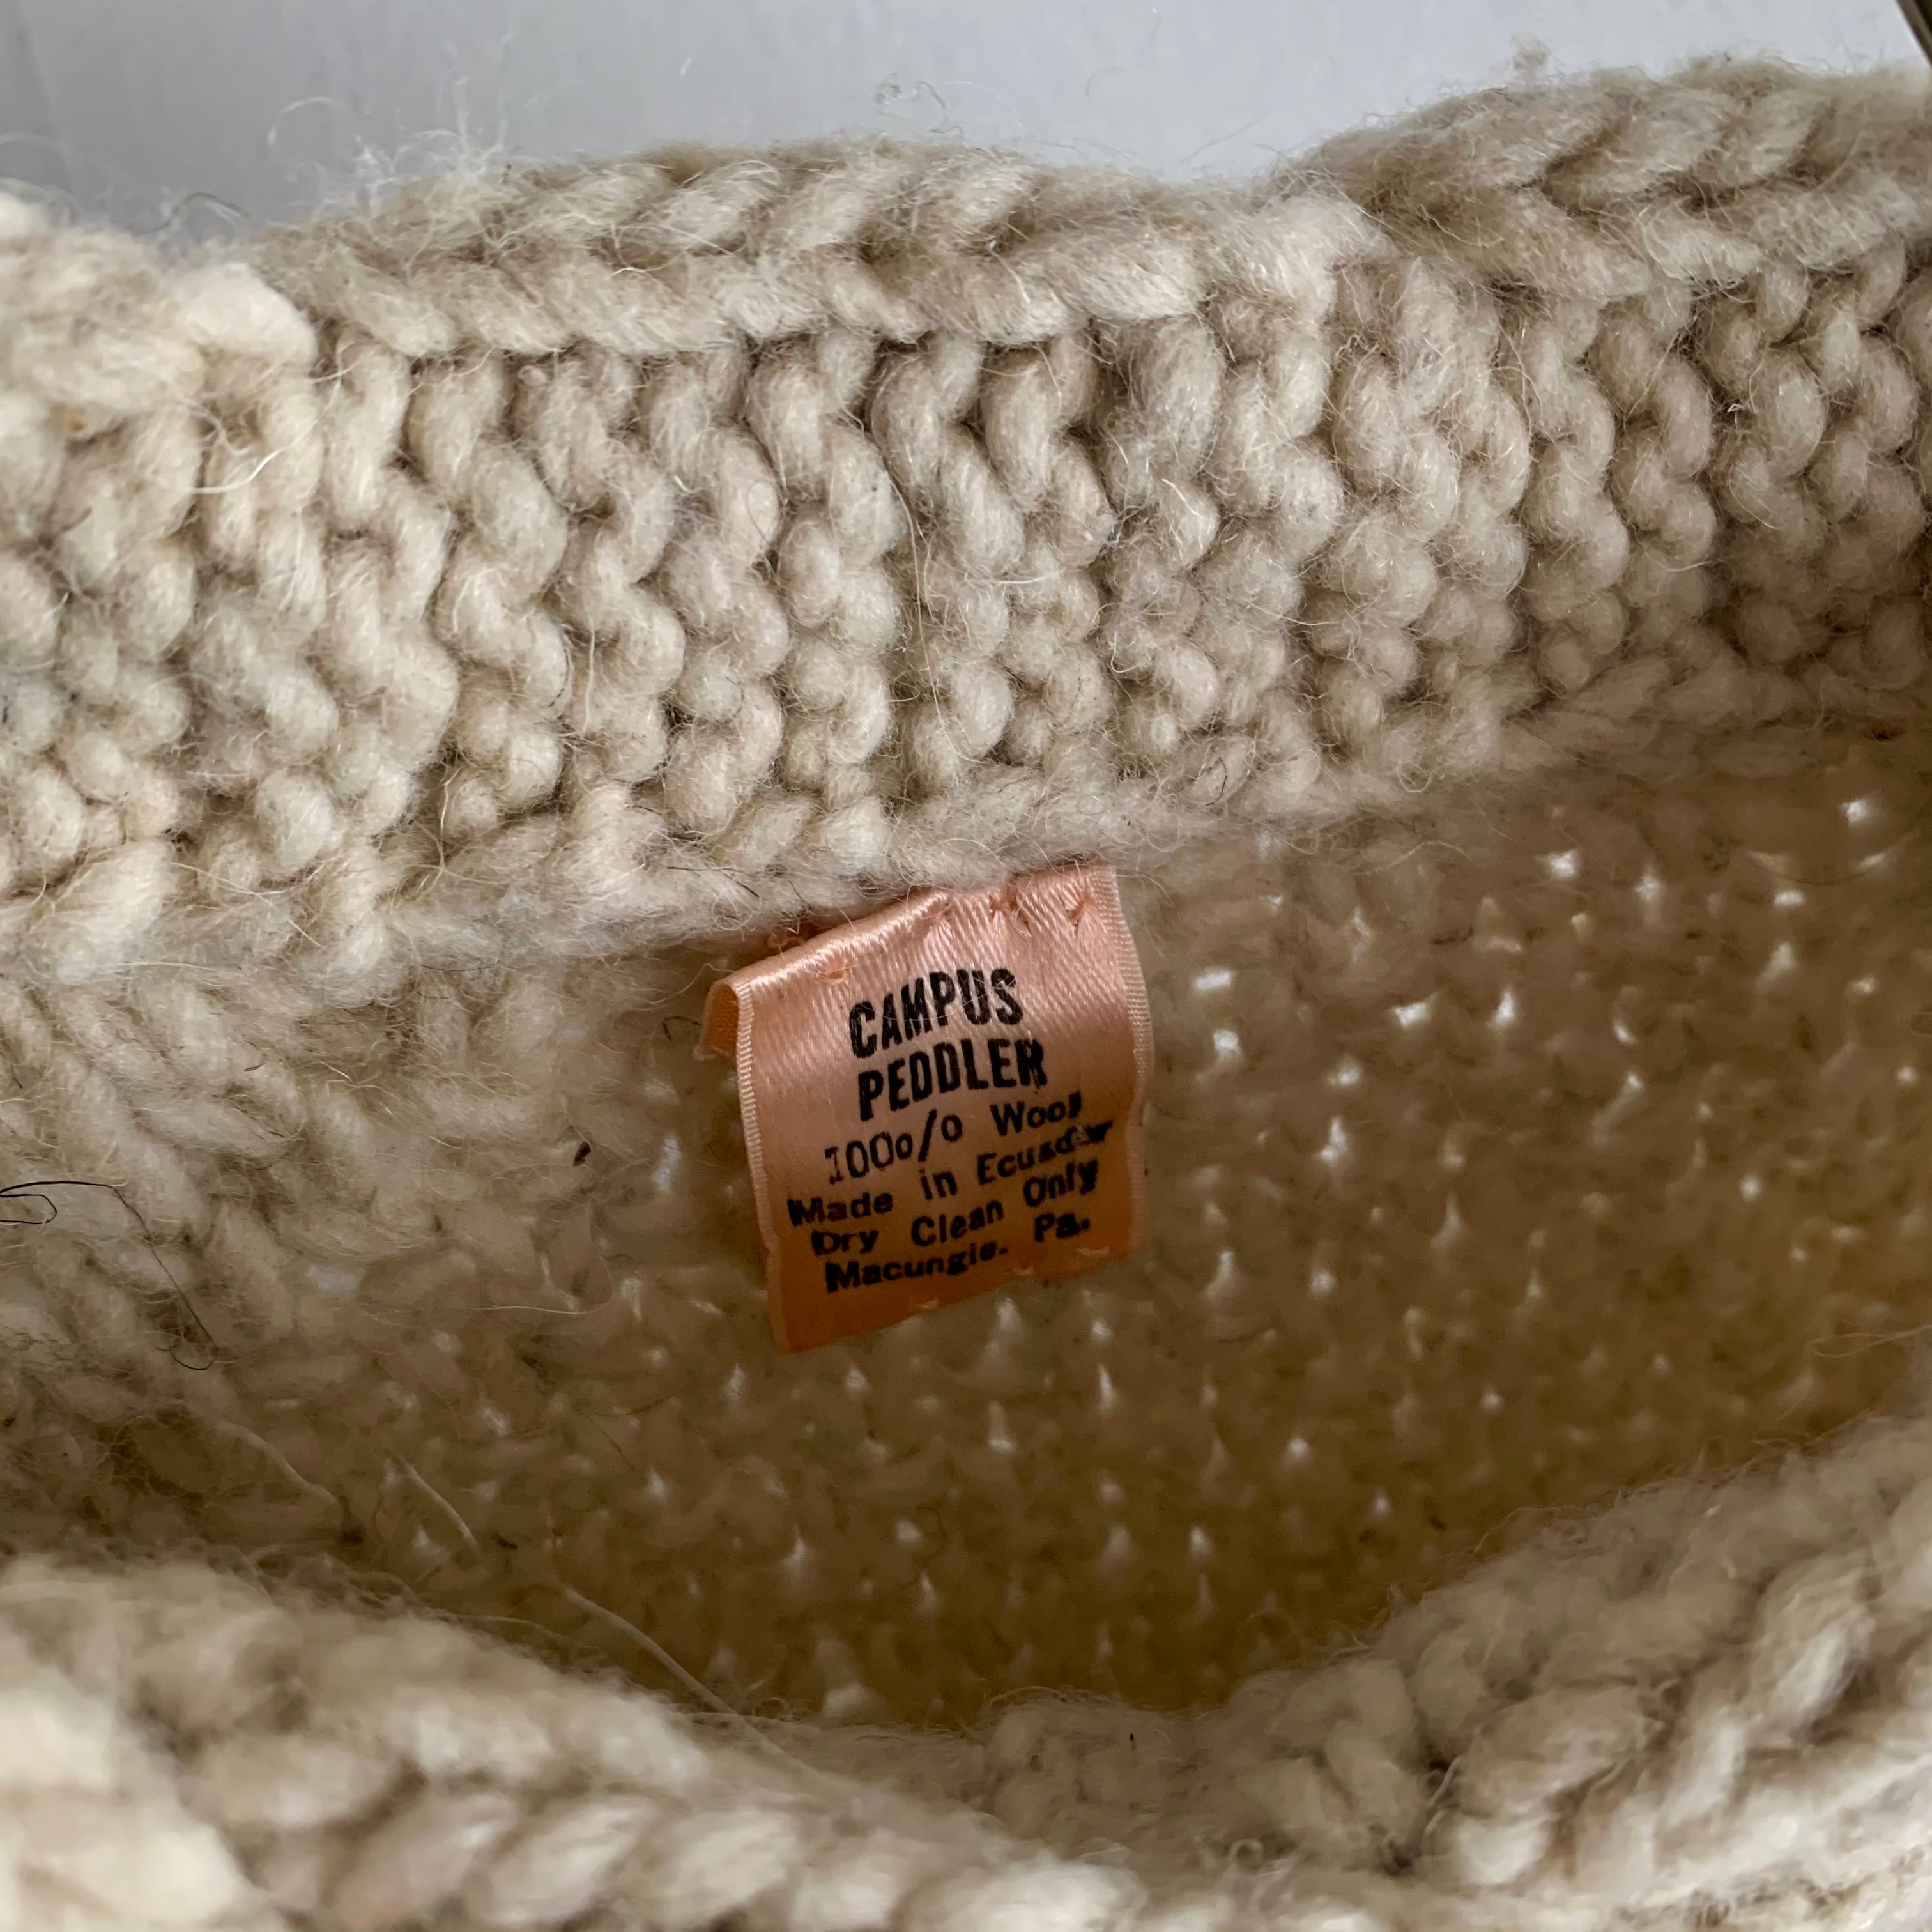 CAMPUS
PEDDLER
100o/o Wool
Made in Ecuador
Dry Clean Only
Macungie. Pa.